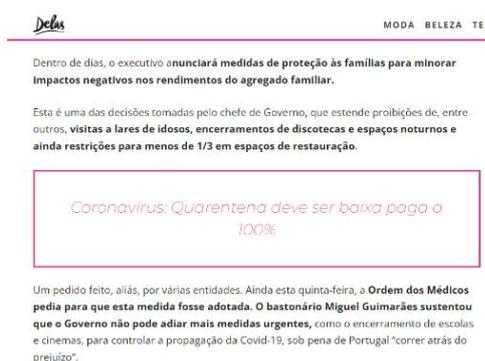 Delas
MODA BELEZA TE
Dentro de dias, o executivo anunciará medidas de proteção às famílias para minorar
impactos negativos nos rendimentos do agregado familiar.
Esta é uma das decisões tomadas pelo chefe de Governo, que estende proibições de, entre
outros, visitas a lares de idosos, encerramentos de discotecas e espaços noturnos e
ainda restrições para menos de 1/3 em espaços de restauração.
Coronavírus: Quarentena deve ser baixa paga a
100%
Um pedido feito, aliás, por várias entidades. Ainda esta quinta-feira, a Ordem dos Médicos
pedia para que esta medida fosse adotada. O bastonário Miguel Guimarães sustentou
que o Governo não pode adiar mais medidas urgentes, como o encerramento de escolas
e cinemas, para controlar a propagação da Covid-19, sob pena de Portugal “correr atrás do
prejuízo”.